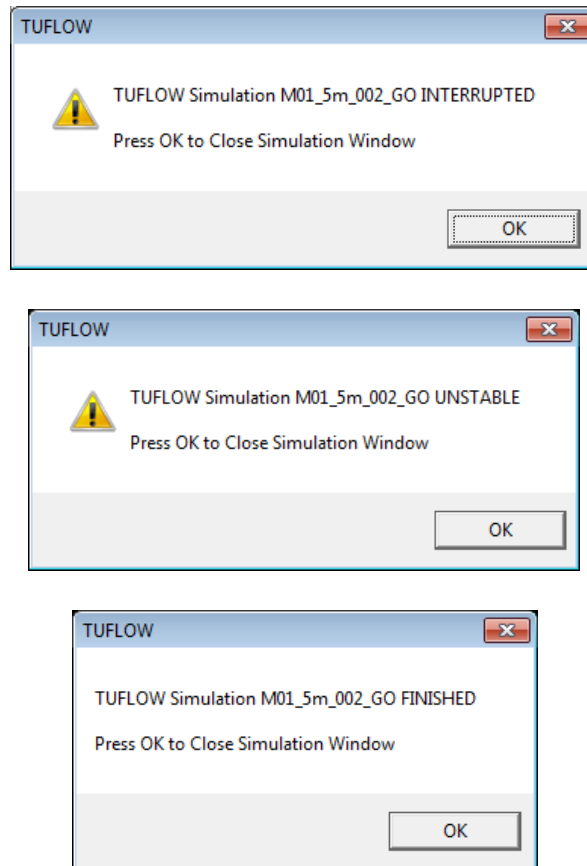 TUFLOW
TUFLOW Simulation M01_5m_002_GO INTERRUPTED
Press OK to Close Simulation Window
OK
TUFLOW
TUFLOW Simulation M01_5m_002_GO UNSTABLE
Press OK to Close Simulation Window
OK
TUFLOW
TUFLOW Simulation M01_5m_002_GO FINISHED
Press OK to Close Simulation Window
OK